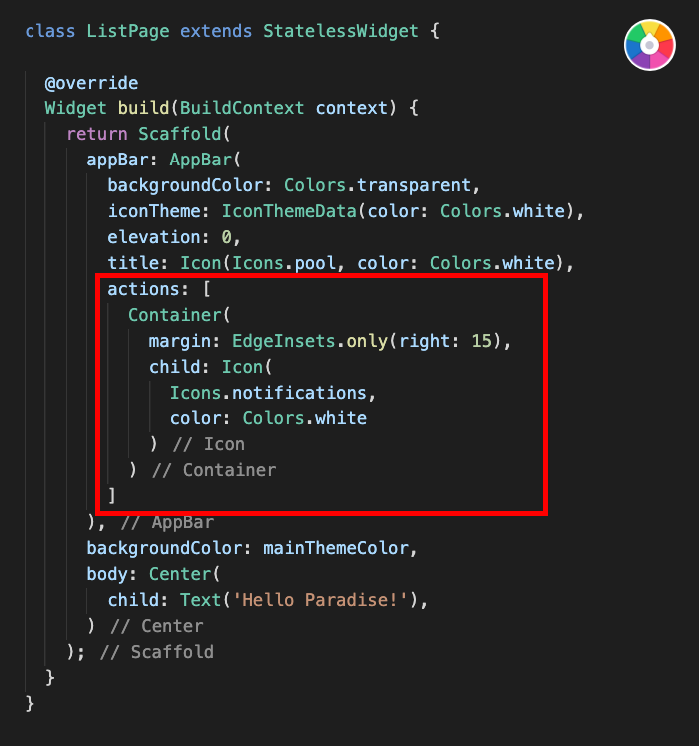 class ListPage extends StatelessWidget {
@override
Widget build(BuildContext context) {
return Scaffold(
appBar: AppBar(
backgroundColor: Colors.transparent,
iconTheme: IconThemeData(color: Colors.white),
elevation: 0,
title: Icon(Icons.pool, color: Colors.white),
actions: [
Container(
margin: EdgeInsets.only(right: 15),
child: Icon(
Icons.notifications,
color: Colors.white
) // Icon
) // Container
]
), // AppBar
backgroundColor: mainThemeColor,
body: Center(
child: Text('Hello Paradise!'),
) // Center
); // Scaffold
}
}